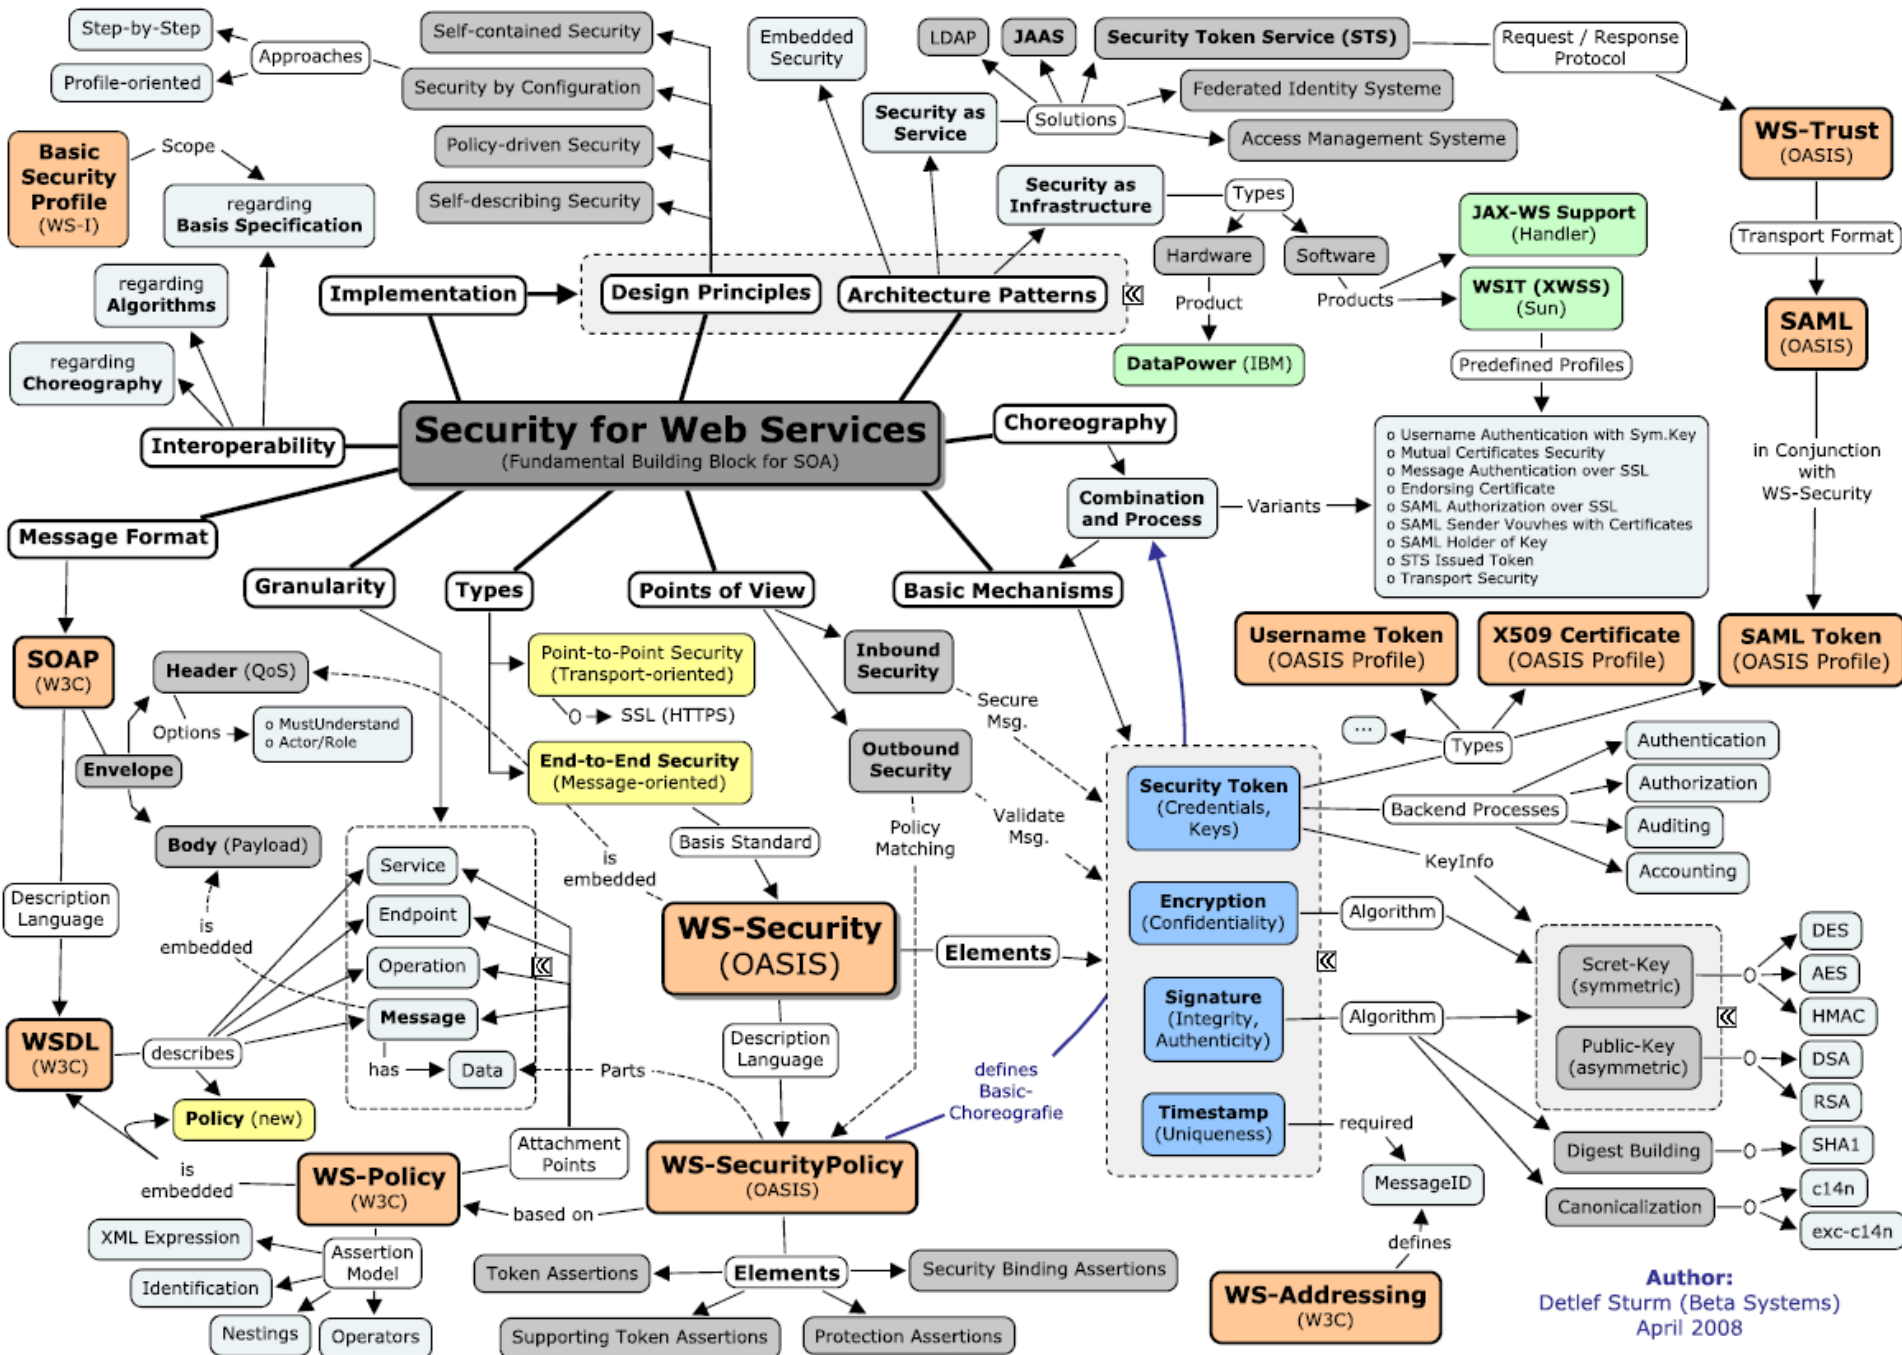 Step-by-Step
Approaches
Profile-oriented
Self-contained Security
Security by Configuration
Policy-driven Security
Self-describing Security
Embedded
Security
LDAP
JAAS
Security Token Service (STS)
Request / Response
Protocol
Security as
Service
Solutions
Federated Identity Systeme
Access Management Systeme
WS-Trust
(OASIS)
Basic
Security
Profile
(WS-I)
Scope
regarding
Basis Specification
regarding
Algorithms
regarding
Choreography
Interoperability
Implementation
Design Principles
Architecture Patterns
Security as
Infrastructure
Types
Hardware
Software
Product
Products
DataPower (IBM)
JAX-WS Support
(Handler)
WSIT (XWSS)
(Sun)
Predefined Profiles
Transport Format
SAML
(OASIS)
in Conjunction
with
WS-Security
Security for Web Services
(Fundamental Building Block for SOA)
Choreography
Combination
and Process
Variants
o Username Authentication with Sym.Key
o Mutual Certificates Security
o Message Authentication over SSL
o Endorsing Certificate
o SAML Authorization over SSL
o SAML Sender Vouvhes with Certificates
o SAML Holder of Key
o STS Issued Token
o Transport Security
Message Format
Granularity
Types
Points of View
Basic Mechanisms
SOAP
(W3C)
Header (QoS)
Options
o MustUnderstand
o Actor/Role
Envelope
Body (Payload)
Point-to-Point Security
(Transport-oriented)
SSL (HTTPS)
End-to-End Security
(Message-oriented)
Inbound
Security
Outbound
Security
Secure
Msg.
Validate
Msg.
Policy
Matching
Basis Standard
is
embedded
Username Token
(OASIS Profile)
X509 Certificate
(OASIS Profile)
SAML Token
(OASIS Profile)
...
Types
Security Token
(Credentials,
Keys)
Backend Processes
Authentication
Authorization
Auditing
Accounting
KeyInfo
Description
Language
is
embedded
Service
Endpoint
Operation
Message
has
Data
Parts
WS-Security
(OASIS)
Elements
Encryption
(Confidentiality)
Algorithm
Signature
(Integrity,
Authenticity)
Algorithm
Timestamp
(Uniqueness)
required
MessageID
defines
WS-Addressing
(W3C)
Scret-Key
(symmetric)
Public-Key
(asymmetric)
DES
AES
HMAC
DSA
RSA
Digest Building
SHA1
Canonicalization
c14n
exc-c14n
WSDL
(W3C)
describes
Policy (new)
is
embedded
Attachment
Points
WS-Policy
(W3C)
based on
Description
Language
WS-SecurityPolicy
(OASIS)
defines
Basic-
Choreografie
XML Expression
Assertion
Model
Identification
Nestings
Operators
Token Assertions
Elements
Security Binding Assertions
Supporting Token Assertions
Protection Assertions
Author:
Detlef Sturm (Beta Systems)
April 2008